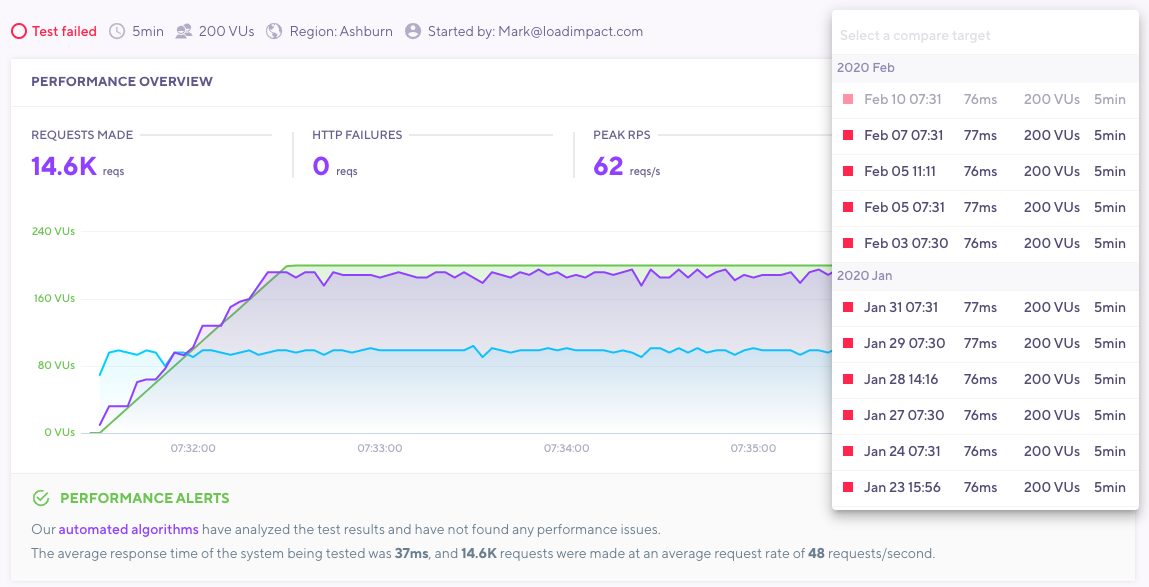 Test failed 5min 200 VUs Region: Ashburn Started by: Mark@loadimpact.com
PERFORMANCE OVERVIEW
REQUESTS MADE
14.6K reqs
HTTP FAILURES
0 reqs
PEAK RPS
62 reqs/s
240 VUs
160 VUs
80 VUs
0 VUs
07:32:00 07:33:00 07:34:00 07:35:00
PERFORMANCE ALERTS
Our automated algorithms have analyzed the test results and have not found any performance issues.
The average response time of the system being tested was 37ms, and 14.6K requests were made at an average request rate of 48 requests/second.
Select a compare target
2020 Feb
Feb 10 07:31 76ms 200 VUs 5min
Feb 07 07:31 77ms 200 VUs 5min
Feb 05 11:11 76ms 200 VUs 5min
Feb 05 07:31 77ms 200 VUs 5min
Feb 03 07:30 76ms 200 VUs 5min
2020 Jan
Jan 31 07:31 77ms 200 VUs 5min
Jan 29 07:30 77ms 200 VUs 5min
Jan 28 14:16 76ms 200 VUs 5min
Jan 27 07:30 76ms 200 VUs 5min
Jan 24 07:31 76ms 200 VUs 5min
Jan 23 15:56 76ms 200 VUs 5min